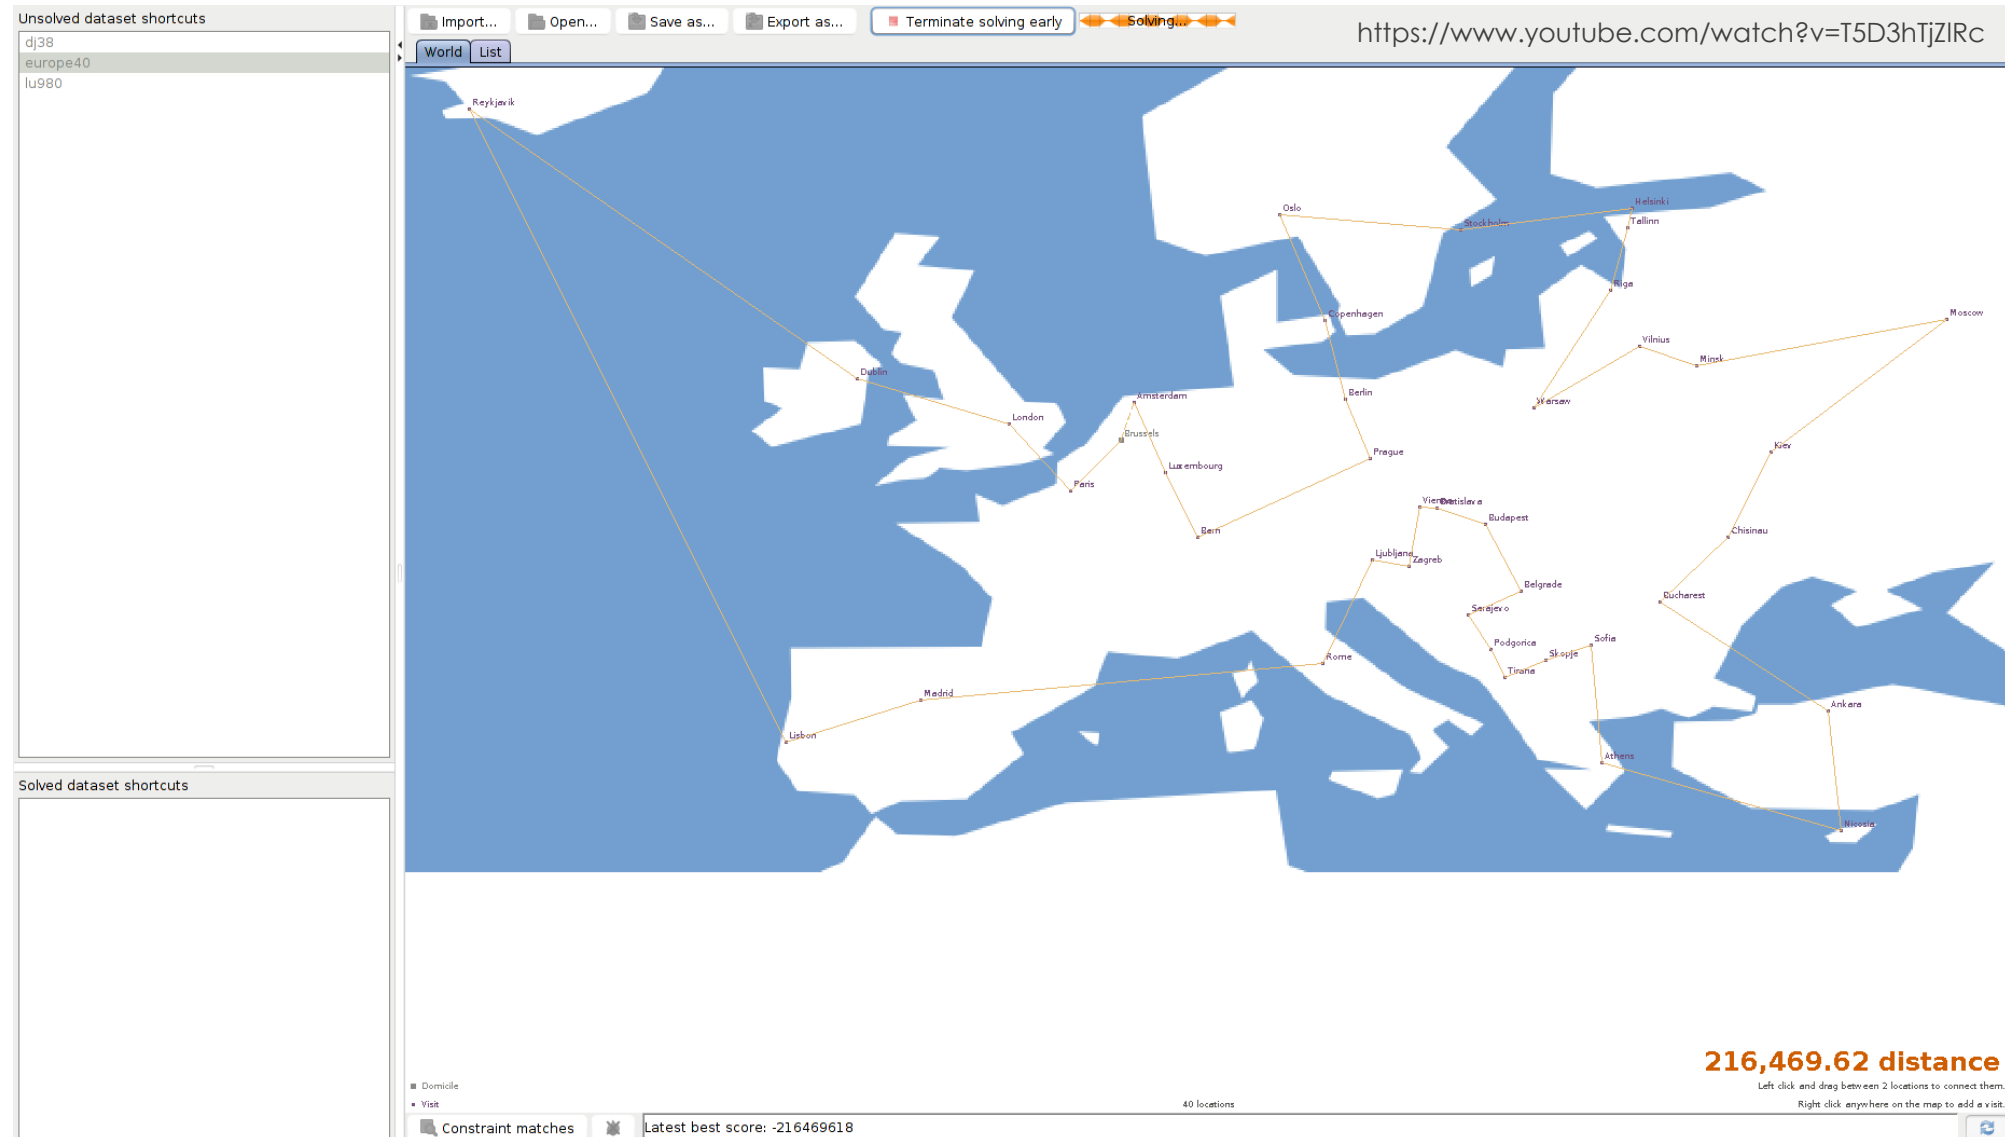 Unsolved dataset shortcuts
dj38
europe40
lu980
Solved dataset shortcuts
Import... Open... Save as... Export as... Terminate solving early Solving...
https://www.youtube.com/watch?v=T5D3hTjZlRc
World List
Reykjavik
Oslo
Helsinki
Stockholm
Tallinn
Riga
Copenhagen
Moscow
Vilnius
Minsk
Dublin
Berlin
Amsterdam
Warsaw
London
Brussels
Kiev
Prague
Luxembourg
Paris
Vienna
Bratislava
Budapest
Bern
Chisinau
Ljubljana
Zagreb
Belgrade
Bucharest
Serajevo
Sofia
Podgorica
Skopje
Rome
Tirana
Madrid
Ankara
Lisbon
Athens
Nicosia
216,469.62 distance
Domicile
Left click and drag between 2 locations to connect them.
Visit
40 locations
Right click anywhere on the map to add a visit.
Constraint matches
Latest best score: -216469618